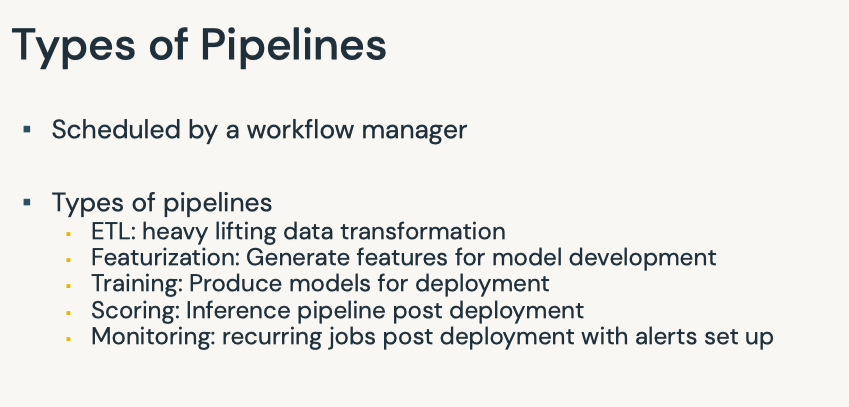 Types of Pipelines
▪ Scheduled by a workflow manager
▪ Types of pipelines
▪ ETL: heavy lifting data transformation
▪ Featurization: Generate features for model development
▪ Training: Produce models for deployment
▪ Scoring: Inference pipeline post deployment
▪ Monitoring: recurring jobs post deployment with alerts set up